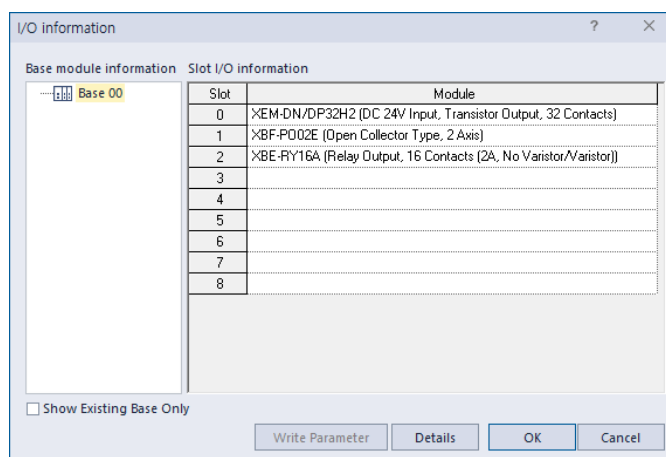 I/O information
?
Base module information Slot I/O information
Base 00
Slot Module
0 XEM-DN/DP32H2 (DC 24V Input, Transistor Output, 32 Contacts)
1 XBF-PO02E (Open Collector Type, 2 Axis)
2 XBE-RY16A (Relay Output, 16 Contacts (2A, No Varistor/Varistor))
3
4
5
6
7
8
Show Existing Base Only
Write Parameter Details OK Cancel